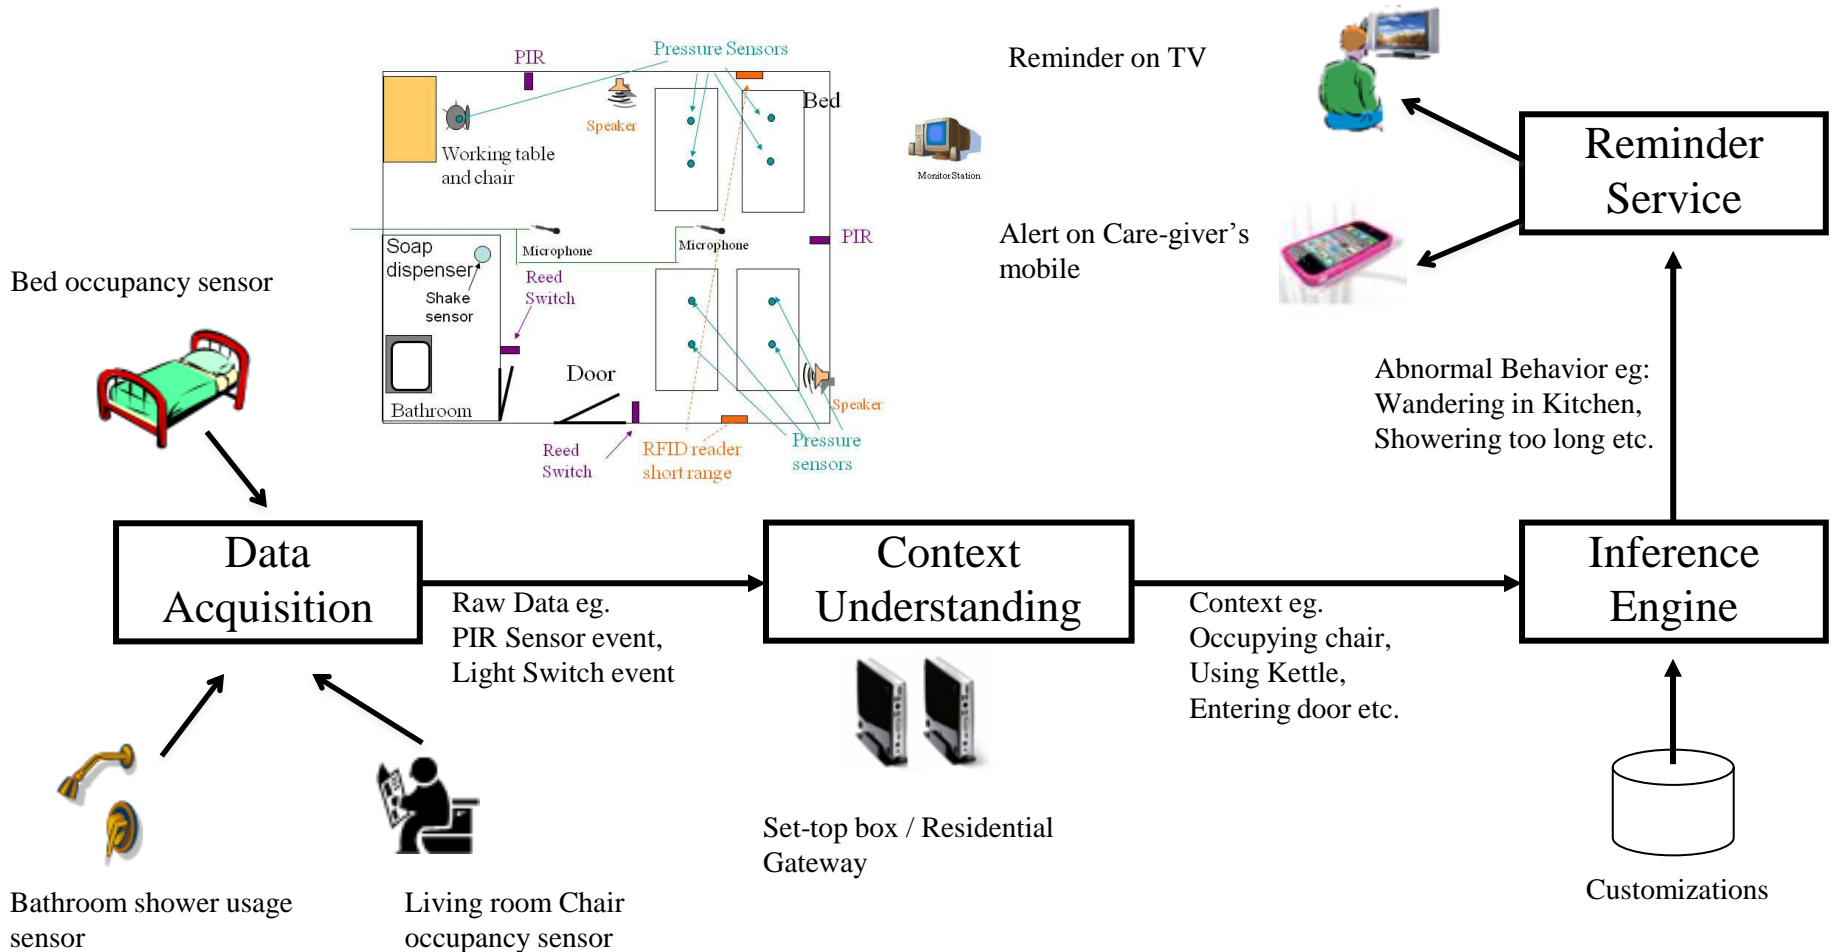 PIR
Pressure Sensors
Reminder on TV
Bed
Speaker
Working table
and chair
MonitorStation
Reminder
Service
Microphone
Microphone
PIR
Alert on Care-giver's
mobile
Soap
dispenser
Shake
sensor
Reed
Switch
Bed occupancy sensor
Door
Bathroom
Speaker
Reed
Switch
RFID reader
short range
Pressure
sensors
Abnormal Behavior eg:
Wandering in Kitchen,
Showering too long etc.
Data
Acquisition
Raw Data eg.
PIR Sensor event,
Light Switch event
Context
Understanding
Context eg.
Occupying chair,
Using Kettle,
Entering door etc.
Inference
Engine
Set-top box / Residential
Gateway
Customizations
Bathroom shower usage
sensor
Living room Chair
occupancy sensor